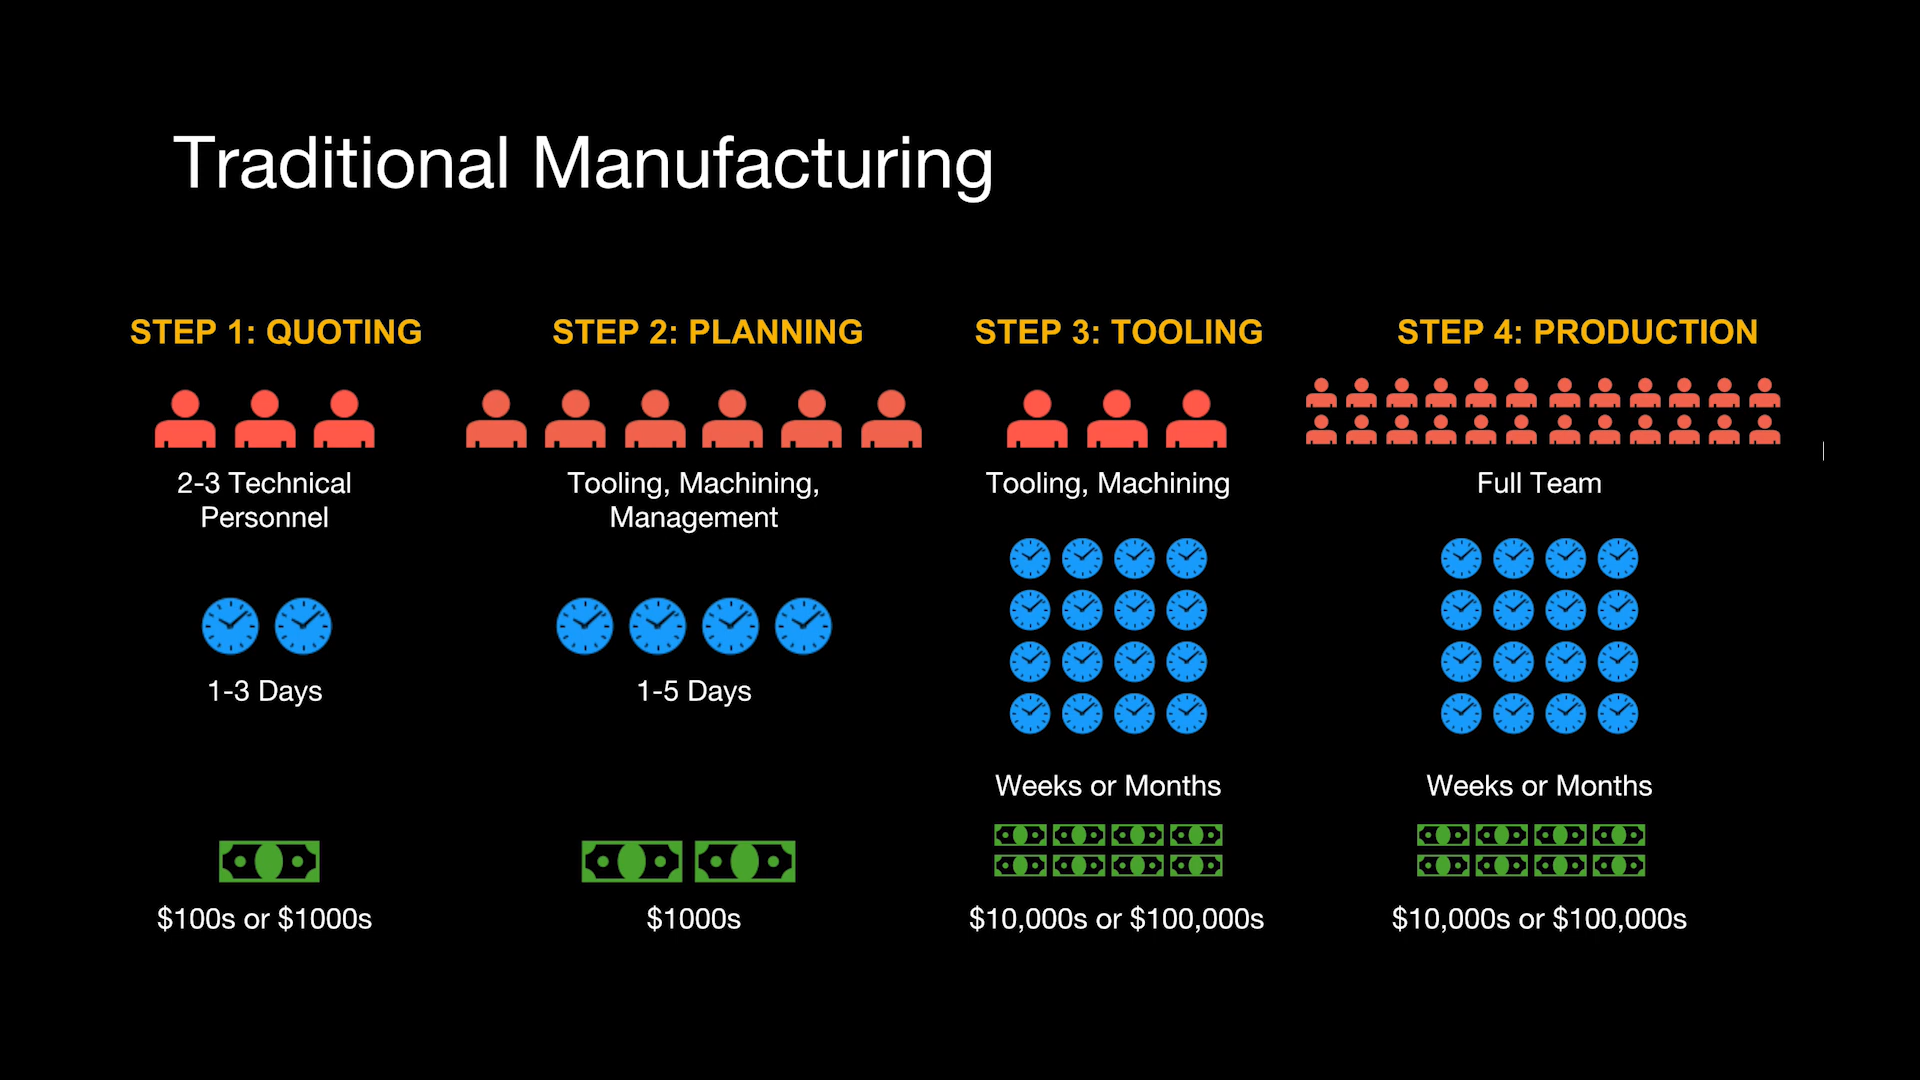 Traditional Manufacturing
STEP 1: QUOTING
2-3 Technical
Personnel
1-3 Days
$100s or $1000s
STEP 2: PLANNING
Tooling, Machining,
Management
1-5 Days
$1000s
STEP 3: TOOLING
Tooling, Machining
Weeks or Months
$10,000s or $100,000s
STEP 4: PRODUCTION
Full Team
Weeks or Months
$10,000s or $100,000s